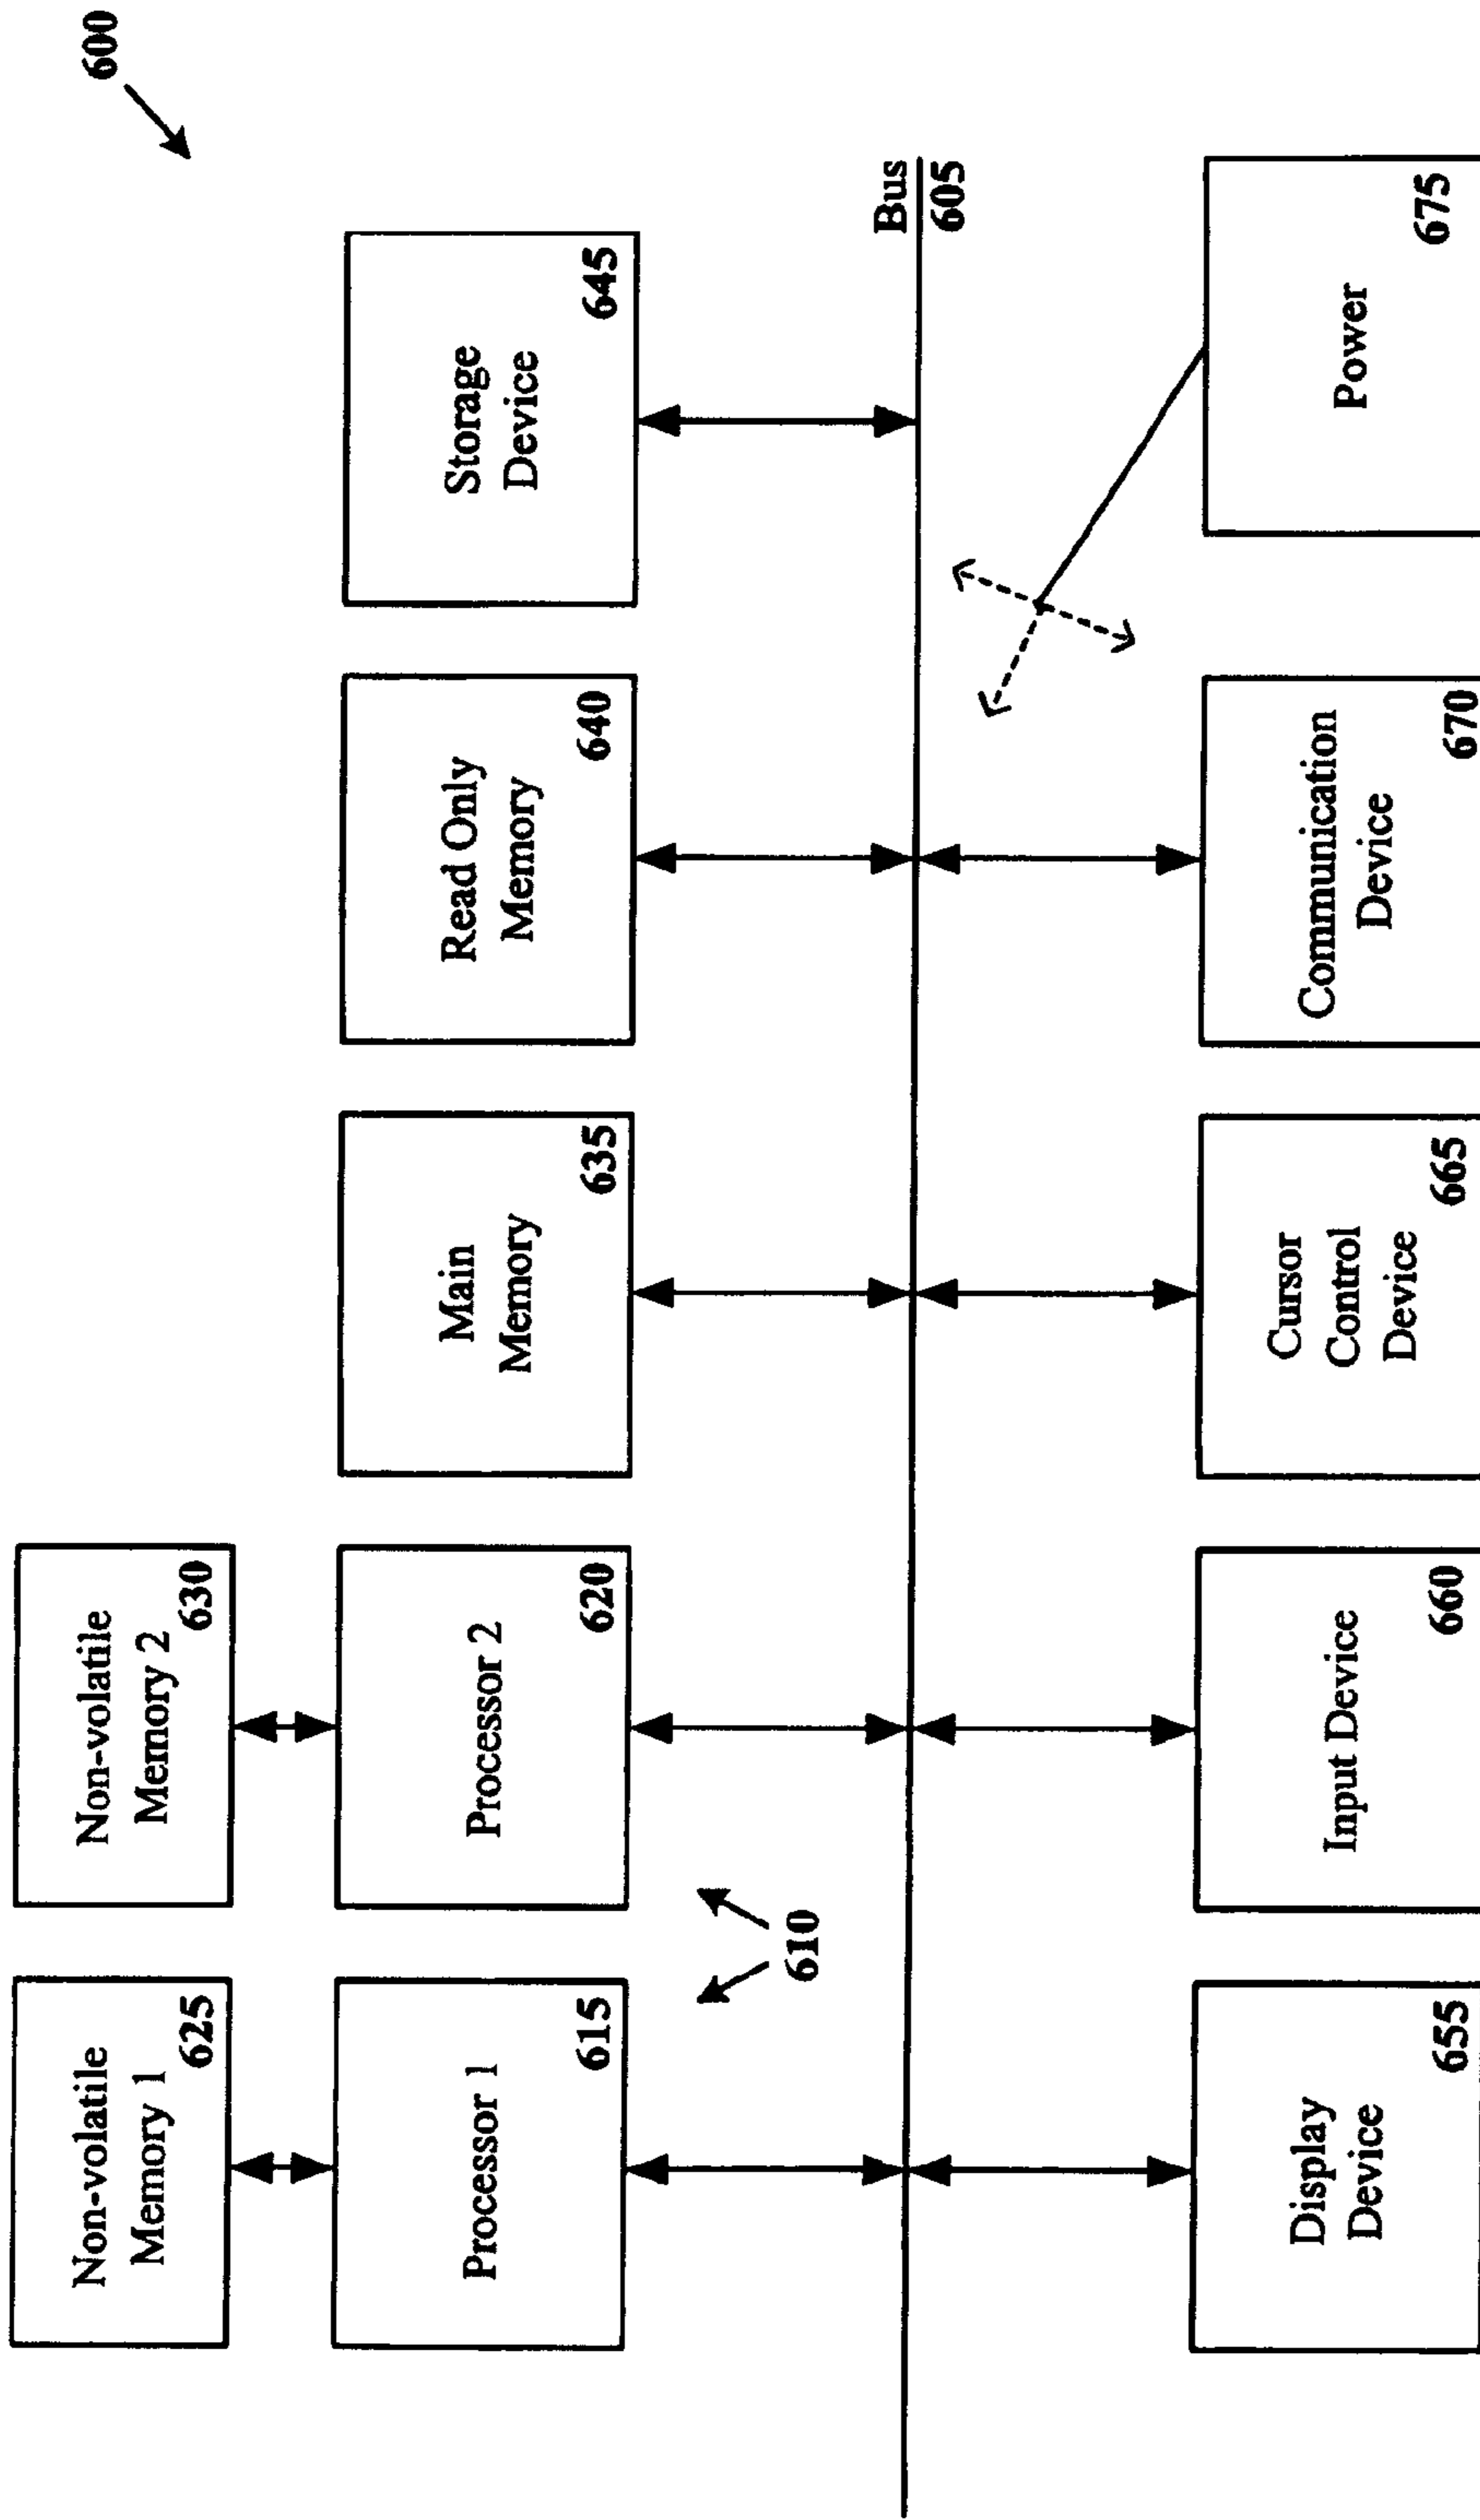 600
Non-volatile
Memory 1
625
Non-volatile
Memory 2
630
Processor 1
615
Processor 2
620
Main
Memory
635
Read Only
Memory
640
Storage
Device
645
610
Bus
605
Display
Device
655
Input Device
660
Cursor
Control
Device
665
Communication
Device
670
Power
675